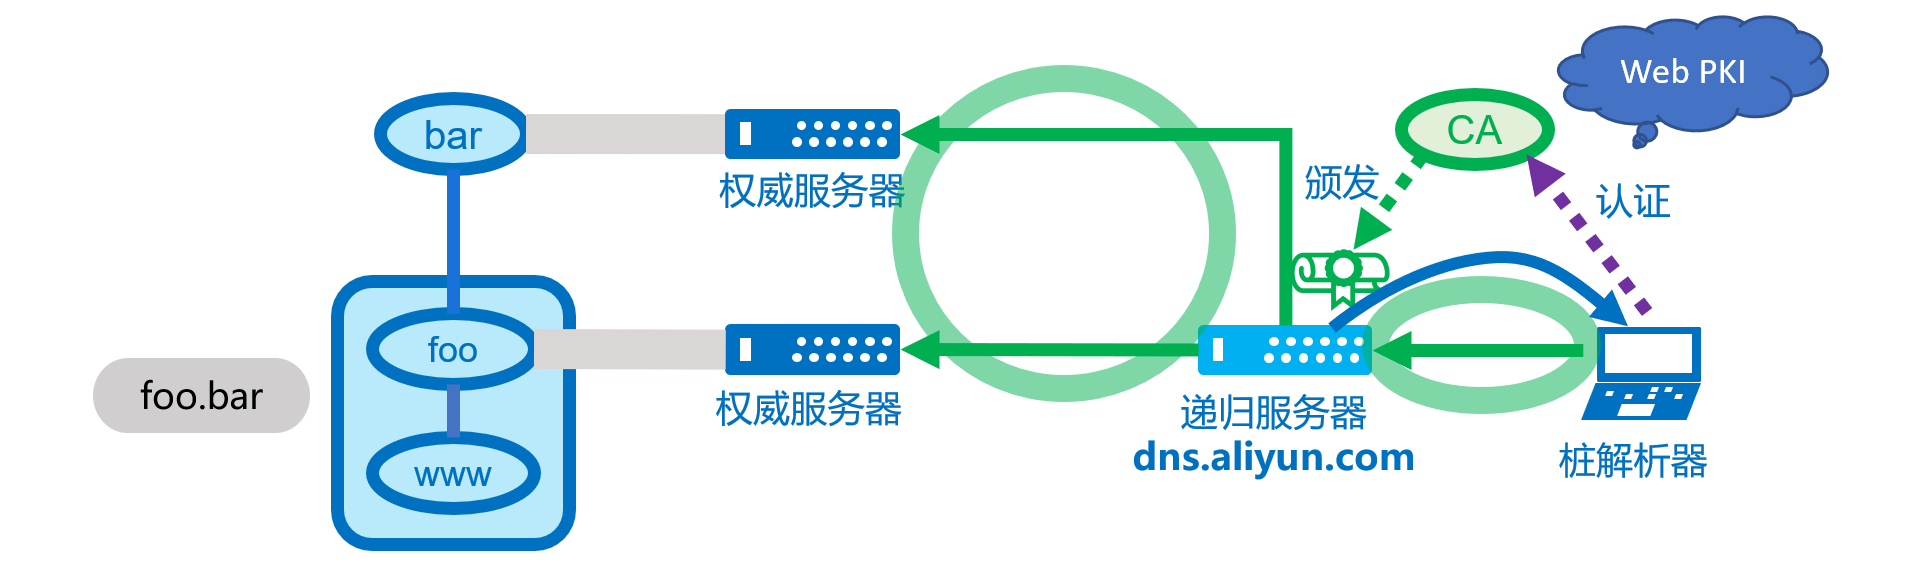 Web PKI
bar
CA
颁发
权威服务器
认证
foo
foo.bar
权威服务器
递归服务器
dns.aliyun.com
桩解析器
www